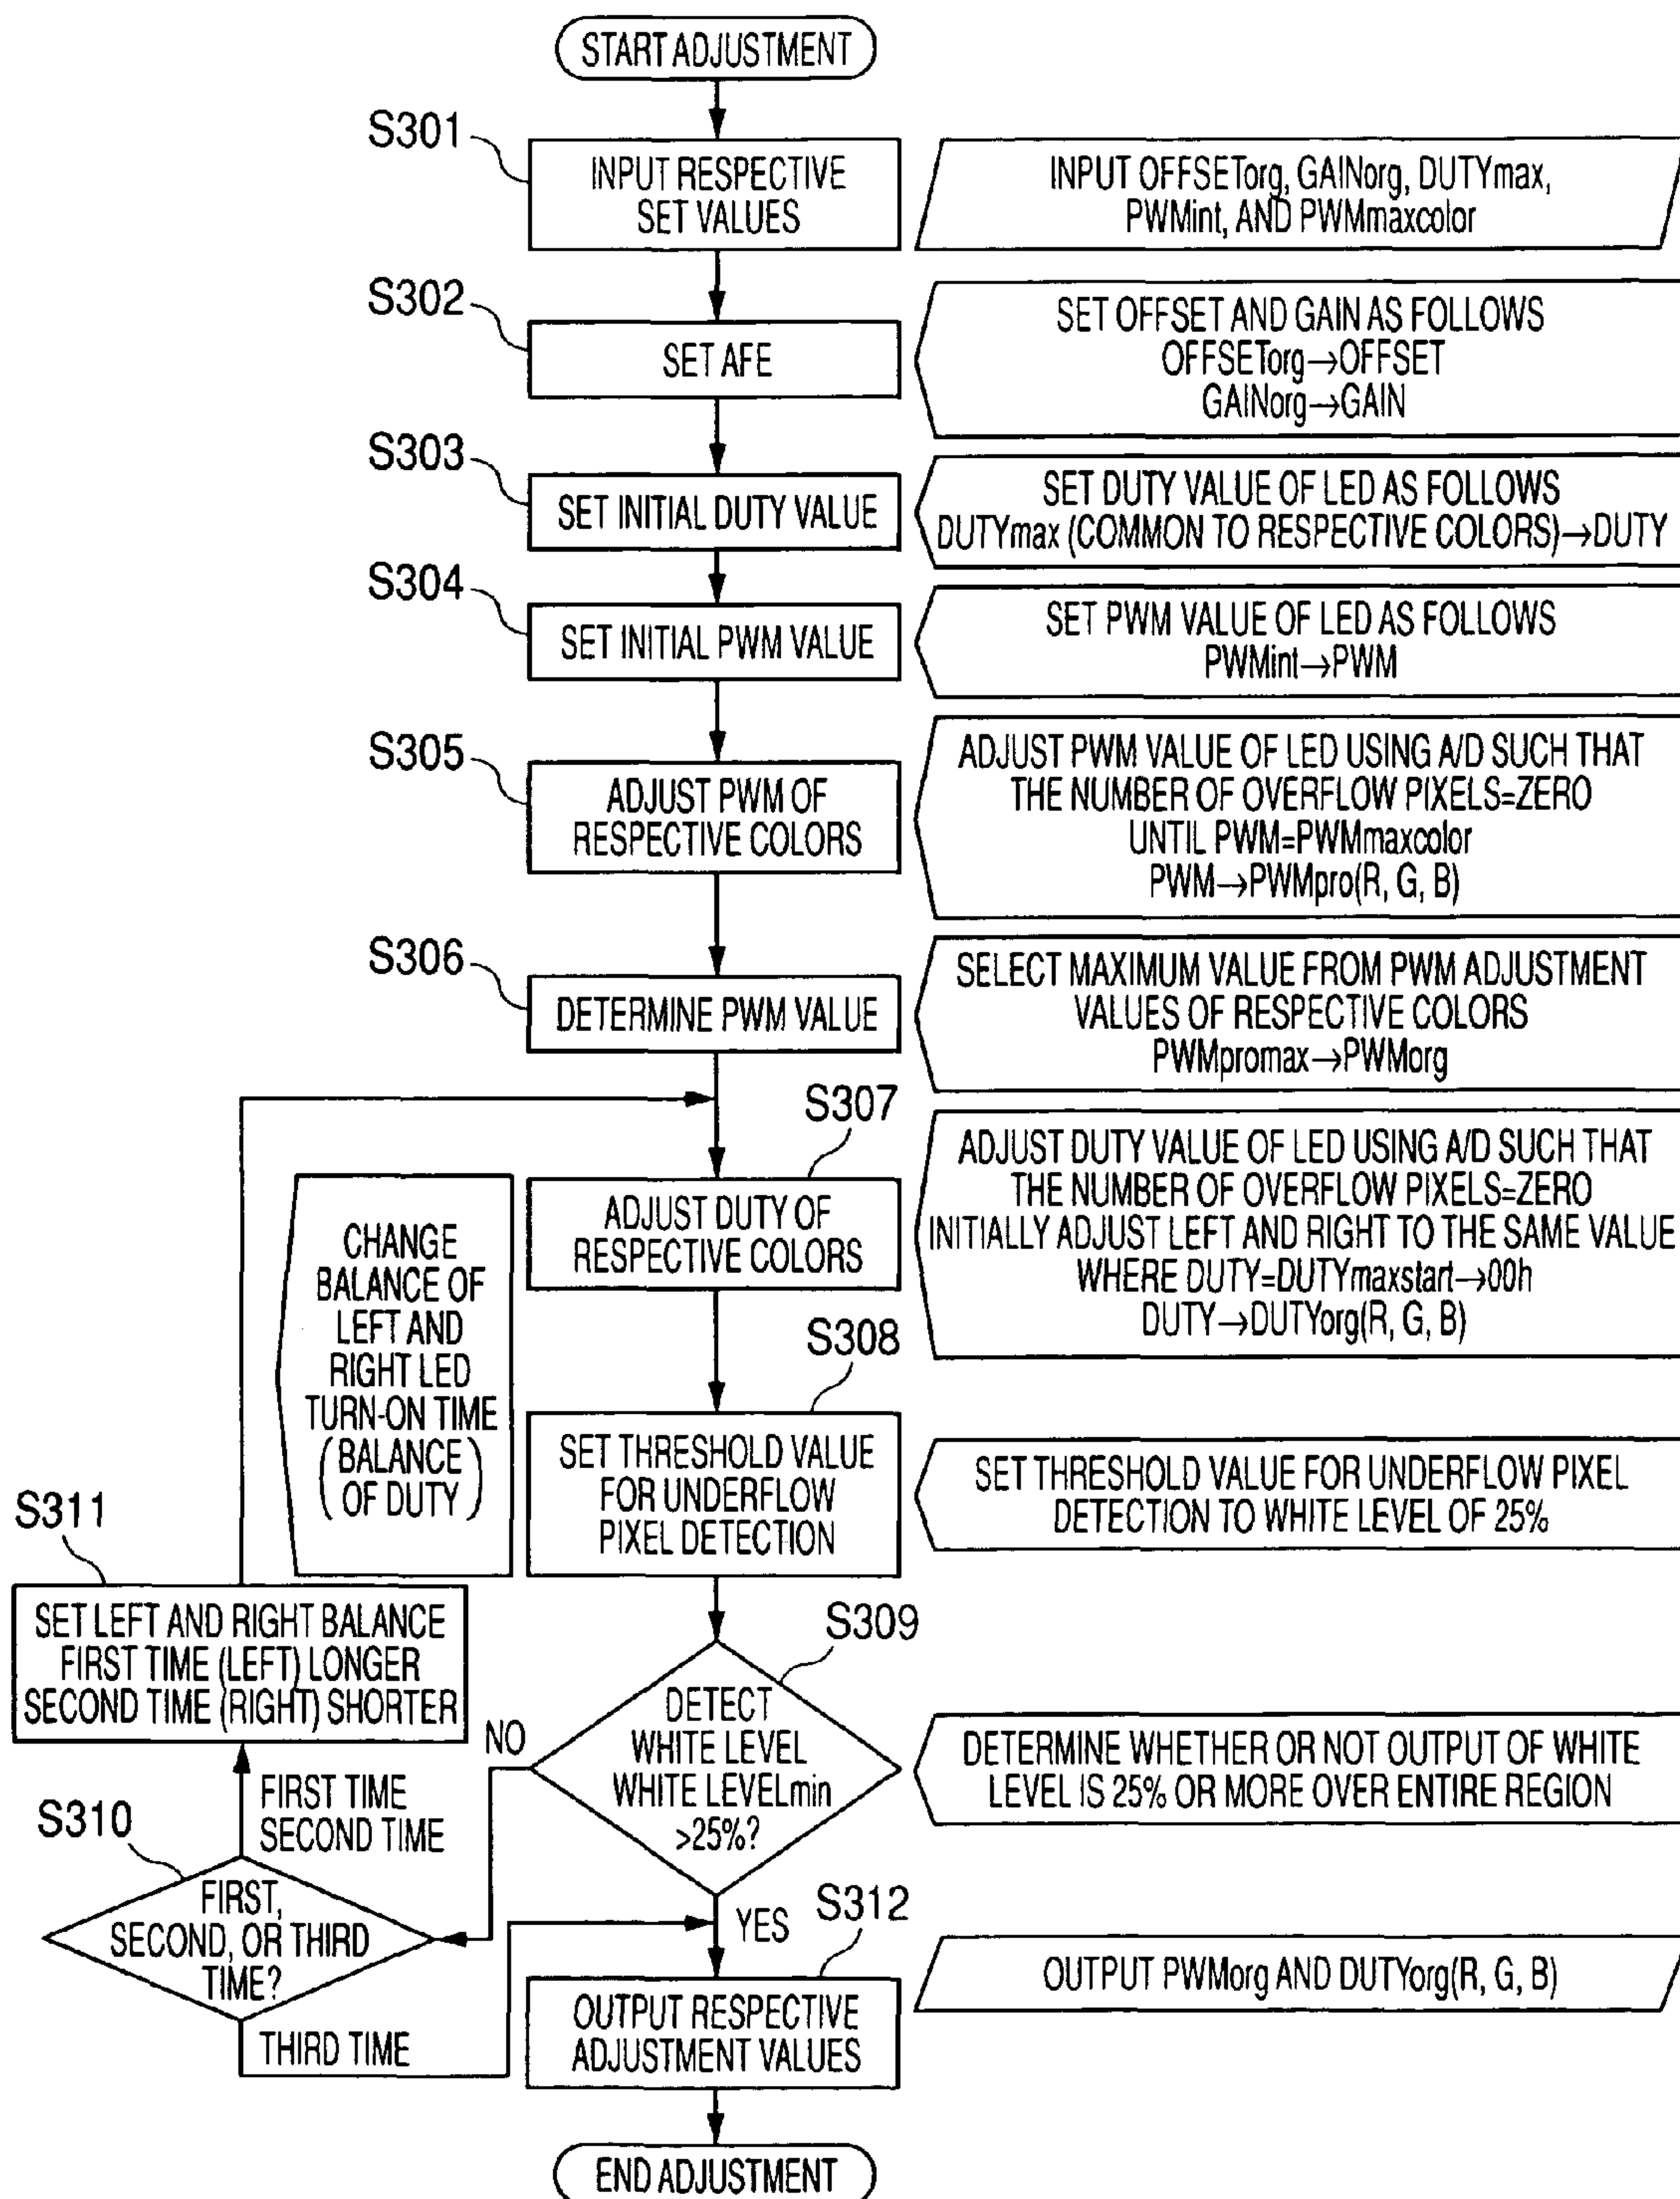 START ADJUSTMENT
S301
INPUT RESPECTIVE
SET VALUES
INPUT OFFSETorg, GAINorg, DUTYmax,
PWMint, AND PWMmaxcolor
S302
SET AFE
SET OFFSET AND GAIN AS FOLLOWS
OFFSETorg→OFFSET
GAINorg→GAIN
S303
SET INITIAL DUTY VALUE
SET DUTY VALUE OF LED AS FOLLOWS
DUTYmax (COMMON TO RESPECTIVE COLORS)→DUTY
S304
SET INITIAL PWM VALUE
SET PWM VALUE OF LED AS FOLLOWS
PWMint→PWM
S305
ADJUST PWM OF
RESPECTIVE COLORS
ADJUST PWM VALUE OF LED USING A/D SUCH THAT
THE NUMBER OF OVERFLOW PIXELS=ZERO
UNTIL PWM=PWMmaxcolor
PWM→PWMpro(R, G, B)
S306
DETERMINE PWM VALUE
SELECT MAXIMUM VALUE FROM PWM ADJUSTMENT
VALUES OF RESPECTIVE COLORS
PWMpromax→PWMorg
S307
ADJUST DUTY OF
RESPECTIVE COLORS
ADJUST DUTY VALUE OF LED USING A/D SUCH THAT
THE NUMBER OF OVERFLOW PIXELS=ZERO
INITIALLY ADJUST LEFT AND RIGHT TO THE SAME VALUE
WHERE DUTY=DUTYmaxstart→00h
DUTY→DUTYorg(R, G, B)
CHANGE
BALANCE OF
LEFT AND
RIGHT LED
TURN-ON TIME
(BALANCE
OF DUTY)
S308
SET THRESHOLD VALUE
FOR UNDERFLOW
PIXEL DETECTION
SET THRESHOLD VALUE FOR UNDERFLOW PIXEL
DETECTION TO WHITE LEVEL OF 25%
S311
SET LEFT AND RIGHT BALANCE
FIRST TIME (LEFT) LONGER
SECOND TIME (RIGHT) SHORTER
S309
DETECT
WHITE LEVEL
WHITE LEVELmin
>25%?
NO
DETERMINE WHETHER OR NOT OUTPUT OF WHITE
LEVEL IS 25% OR MORE OVER ENTIRE REGION
FIRST TIME
SECOND TIME
S310
FIRST,
SECOND, OR THIRD
TIME?
THIRD TIME
YES
S312
OUTPUT RESPECTIVE
ADJUSTMENT VALUES
OUTPUT PWMorg AND DUTYorg(R, G, B)
END ADJUSTMENT